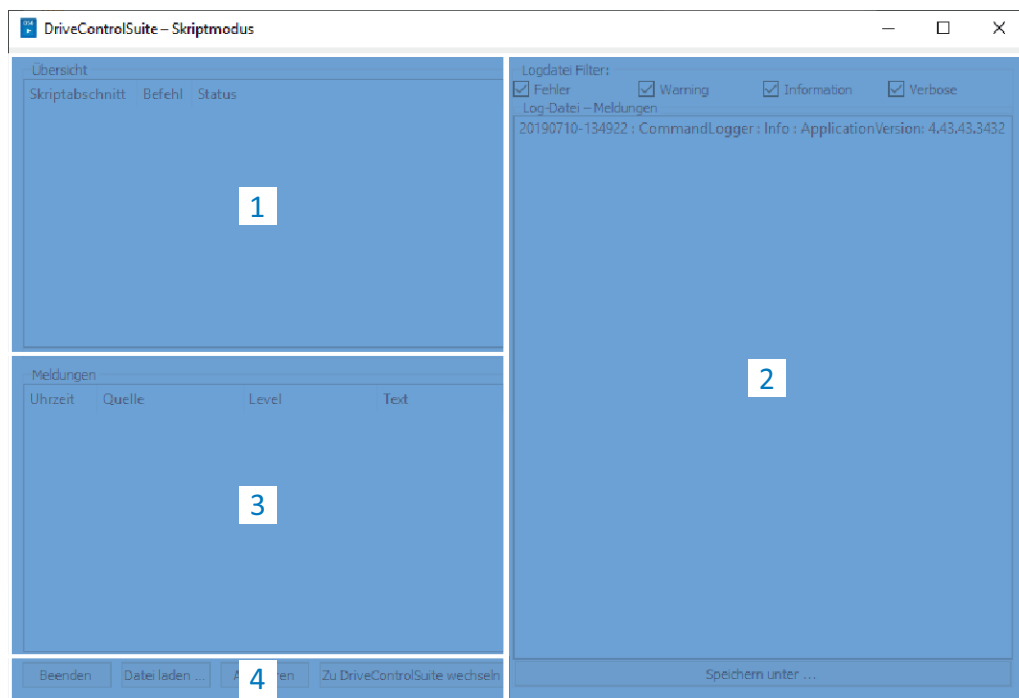 DriveControlSuite – Skriptmodus
Übersicht
Skriptabschnitt Befehl Status
1
Meldungen
Uhrzeit Quelle Level Text
3
Beenden Datei laden ... 4 Zu DriveControlSuite wechseln
Logdatei Filter:
Fehler Warning Information Verbose
Log-Datei – Meldungen
20190710-134922 : CommandLogger : Info : ApplicationVersion: 4.43.43.3432
2
Speichern unter ...